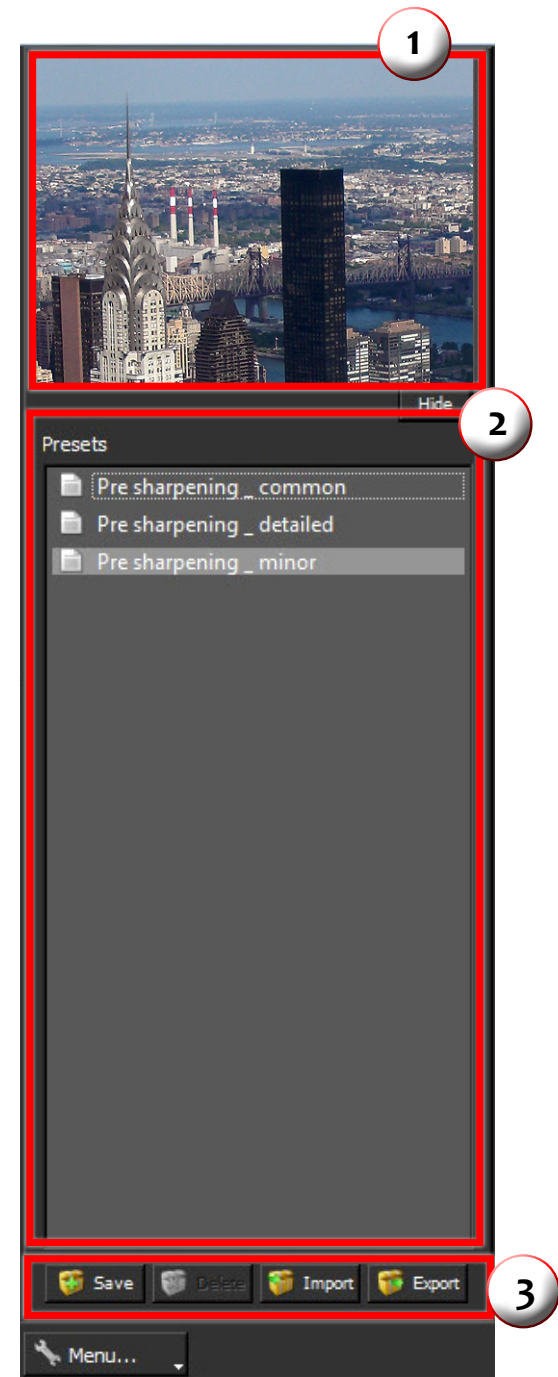 1
Hide
2
Presets
Pre sharpening _ common
Pre sharpening _ detailed
Pre sharpening _ minor
Save Delete Import Export
3
Menu...